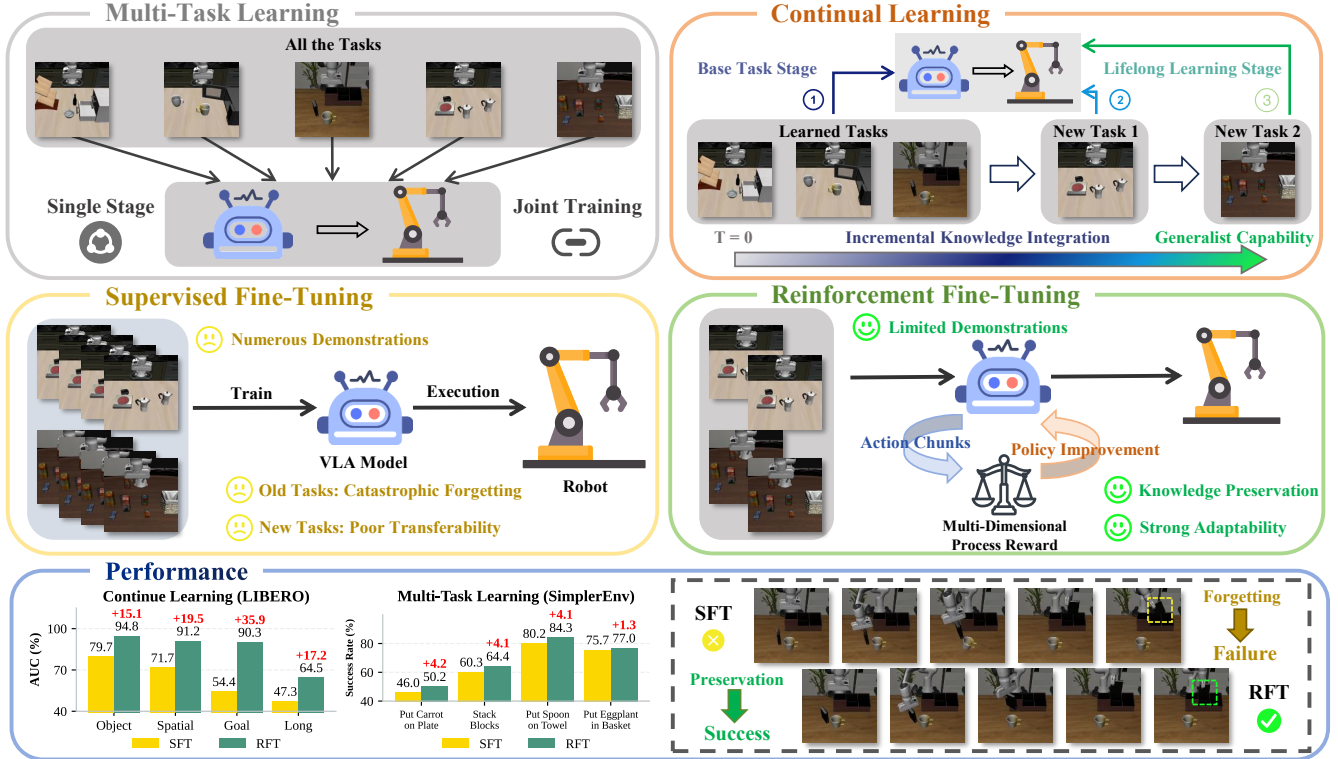 Multi-Task Learning
All the Tasks
Single Stage
Joint Training
Continual Learning
Base Task Stage
Lifelong Learning Stage
1
2
3
Learned Tasks
New Task 1
New Task 2
T = 0
Incremental Knowledge Integration
Generalist Capability
Supervised Fine-Tuning
Numerous Demonstrations
Train
Execution
VLA Model
Robot
Old Tasks: Catastrophic Forgetting
New Tasks: Poor Transferability
Reinforcement Fine-Tuning
Limited Demonstrations
Action Chunks
Policy Improvement
Multi-Dimensional
Process Reward
Knowledge Preservation
Strong Adaptability
Performance
Continue Learning (LIBERO)
AUC (%)
100
70
40
79.7
94.8
+15.1
71.7
91.2
+19.5
54.4
90.3
+35.9
47.3
64.5
+17.2
Object
Spatial
Goal
Long
SFT
RFT
Multi-Task Learning (SimplerEnv)
Success Rate (%)
80
60
40
46.0
50.2
+4.2
60.3
64.4
+4.1
80.2
84.3
+4.1
75.7
77.0
+1.3
Put Carrot
on Plate
Stack
Blocks
Put Spoon
on Towel
Put Eggplant
in Basket
SFT
RFT
SFT
Forgetting
Failure
Preservation
Success
RFT